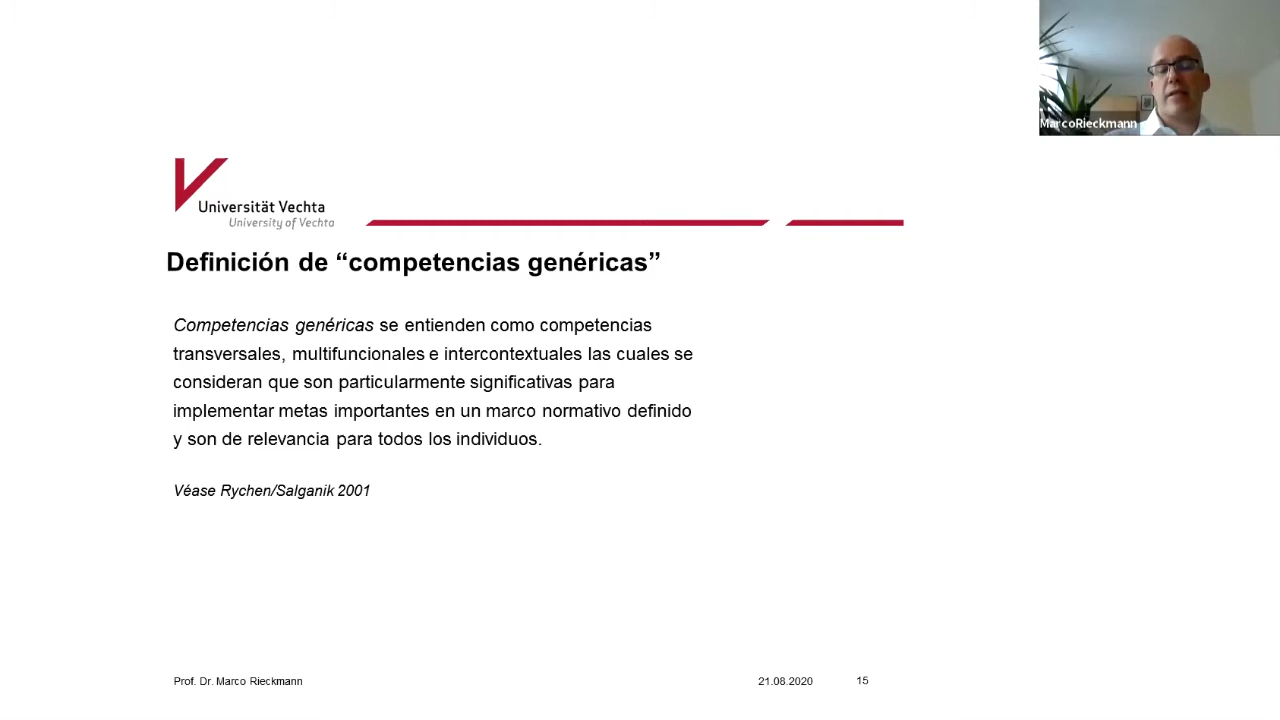 MarcoRieckmann
Universität Vechta
University of Vechta
Definición de “competencias genéricas”
Competencias genéricas se entienden como competencias
transversales, multifuncionales e intercontextuales las cuales se
consideran que son particularmente significativas para
implementar metas importantes en un marco normativo definido
y son de relevancia para todos los individuos.
Véase Rychen/Salganik 2001
Prof. Dr. Marco Rieckmann
21.08.2020
15